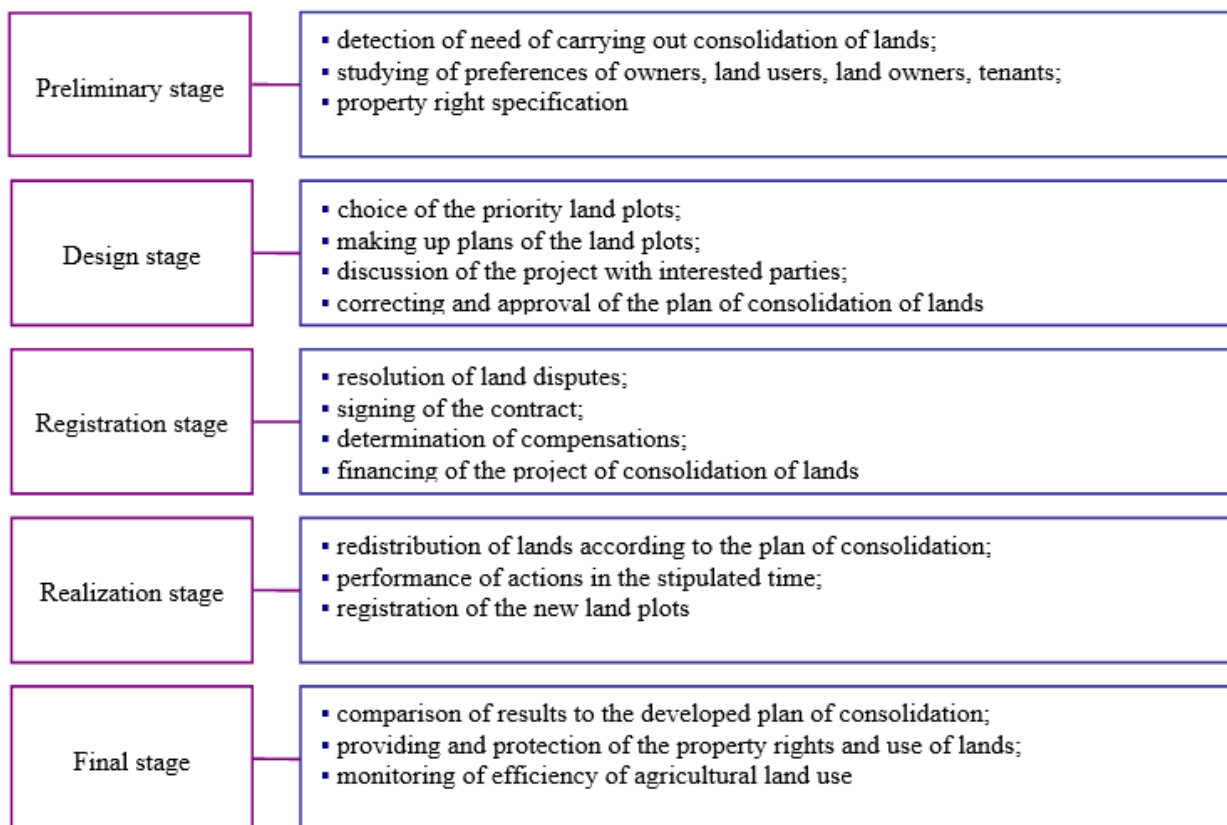 Preliminary stage
▪ detection of need of carrying out consolidation of lands;
▪ studying of preferences of owners, land users, land owners, tenants;
▪ property right specification
Design stage
▪ choice of the priority land plots;
▪ making up plans of the land plots;
▪ discussion of the project with interested parties;
▪ correcting and approval of the plan of consolidation of lands
Registration stage
▪ resolution of land disputes;
▪ signing of the contract;
▪ determination of compensations;
▪ financing of the project of consolidation of lands
Realization stage
▪ redistribution of lands according to the plan of consolidation;
▪ performance of actions in the stipulated time;
▪ registration of the new land plots
Final stage
▪ comparison of results to the developed plan of consolidation;
▪ providing and protection of the property rights and use of lands;
▪ monitoring of efficiency of agricultural land use